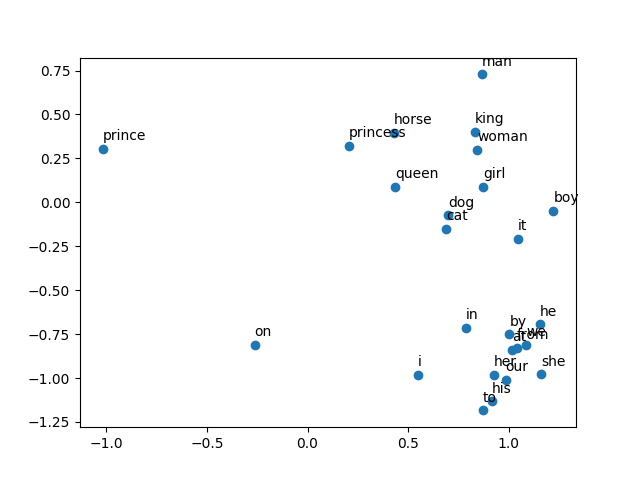 man
0.75
0.50
horse
king
prince
princess
woman
0.25
queen
girl
boy
dog
0.00
cat
it
−0.25
−0.50
he
in
by
on
we
from
−0.75
at
i
her
she
our
−1.00
his
to
−1.25
−1.0
−0.5
0.0
0.5
1.0